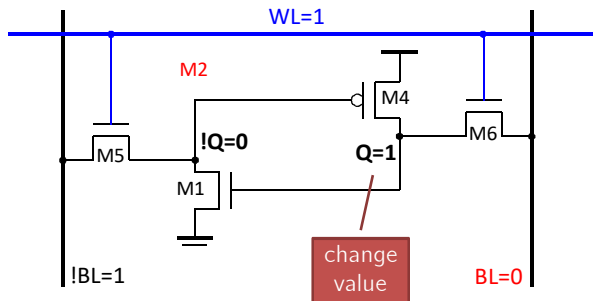 WL=1
M2
M4
!Q=0
Q=1
M5
M6
M1
change
value
!BL=1
BL=0